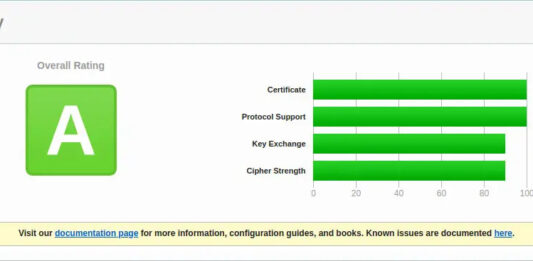 Overall Rating
A
Certificate
Protocol Support
Key Exchange
Cipher Strength
0 20 40 60 80 100
Visit our documentation page for more information, configuration guides, and books. Known issues are documented here.